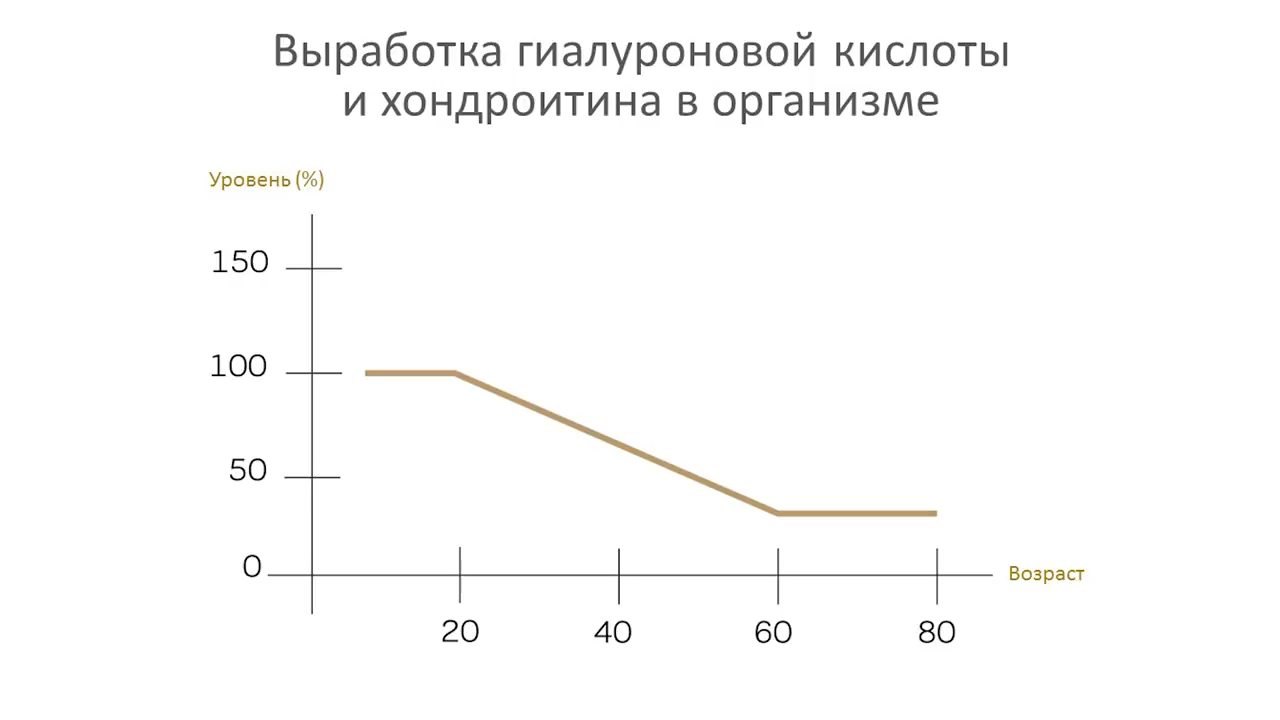 Выработка гиалуроновой кислоты
и хондроитина в организме
Уровень (%)
150
100
50
0
Возраст
20 40 60 80